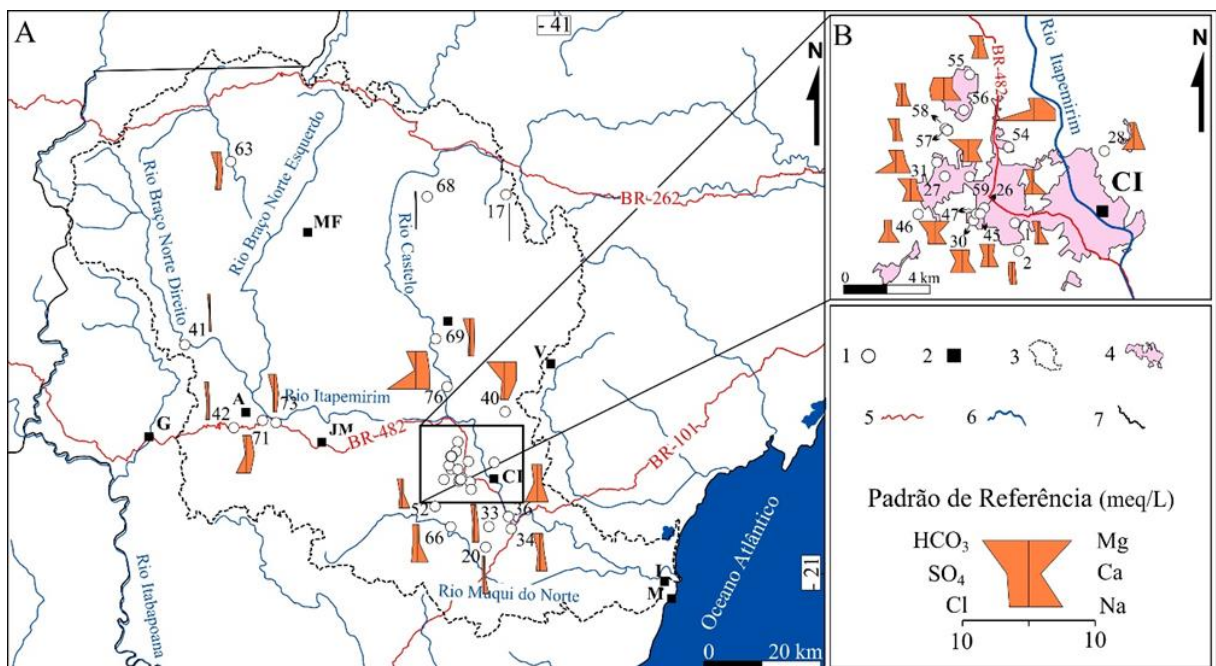 A
- 41
N
63
68
17
BR-262
MF
Rio Braço Norte Direito
Rio Braço Norte Esquerdo
Rio Castelo
41
69
V
76
40
A
73
42
71
Rio Itapemirim
G
JM
BR-482
BR-101
CI
52
33
36
66
20
34
Rio Muqui do Norte
I
M
Rio Itabapoana
Oceano Atlântico
- 21
0 20 km
B
N
BR-482
Rio Itapemirim
55
56
58
57
54
28
31
27
59
26
CI
46
47
1
30
45
2
0 4 km
1
2
3
4
5
6
7
Padrão de Referência (meq/L)
HCO3 Mg
SO4 Ca
Cl Na
10 10